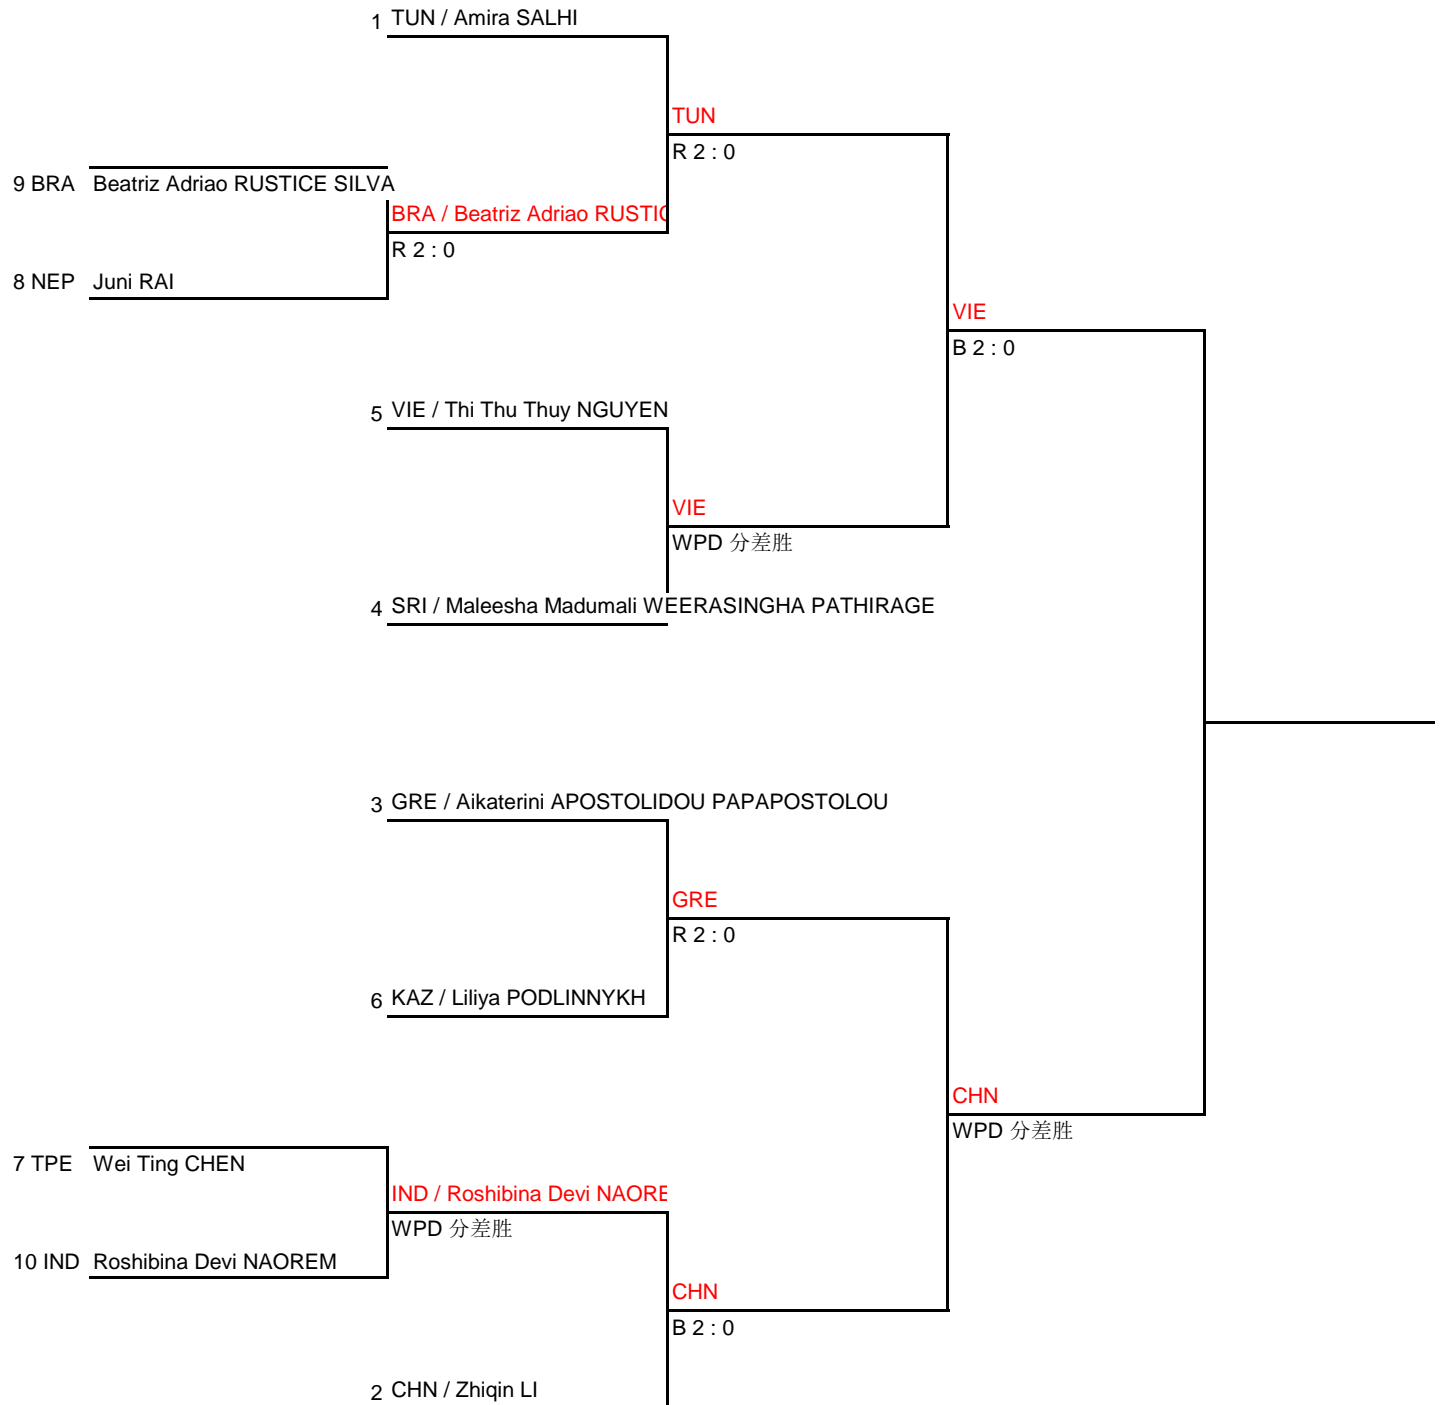 1 TUN / Amira SALHI
TUN
R 2 : 0
9 BRA Beatriz Adriao RUSTICE SILVA
BRA / Beatriz Adriao RUSTIC
R 2 : 0
8 NEP Juni RAI
VIE
B 2 : 0
5 VIE / Thi Thu Thuy NGUYEN
VIE
WPD 分差胜
4 SRI / Maleesha Madumali WEERASINGHA PATHIRAGE
3 GRE / Aikaterini APOSTOLIDOU PAPAPOSTOLOU
GRE
R 2 : 0
6 KAZ / Liliya PODLINNYKH
CHN
WPD 分差胜
7 TPE Wei Ting CHEN
IND / Roshibina Devi NAORE
WPD 分差胜
10 IND Roshibina Devi NAOREM
CHN
B 2 : 0
2 CHN / Zhiqin LI